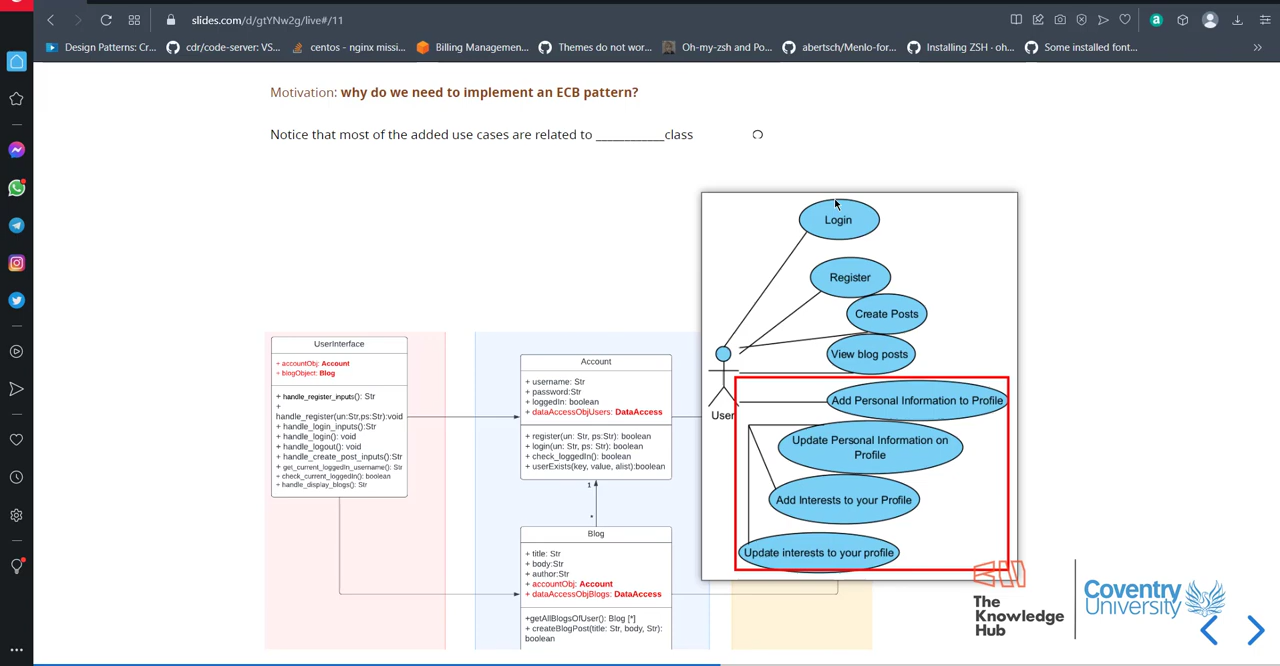 slides.com/d/gtYNw2g/live#/11
Design Patterns: Cr... cdr/code-server: VS... centos - nginx missi... Billing Managemen... Themes do not wor... Oh-my-zsh and Po... abertsch/Menlo-for... Installing ZSH · oh... Some installed font...
Motivation: why do we need to implement an ECB pattern?
Notice that most of the added use cases are related to ____________class
Login
Register
Create Posts
View blog posts
User
Add Personal Information to Profile
Update Personal Information on
Profile
Add Interests to your Profile
Update interests to your profile
UserInterface
+ accountObj: Account
+ blogObject: Blog
+ handle_register_inputs(): Str
+
handle_register(un:Str,ps:Str):void
+ handle_login_inputs():Str
+ handle_login(): void
+ handle_logout(): void
+ handle_create_post_inputs():Str
+ get_current_loggedIn_username(): Str
+ check_current_loggedIn(): boolean
+ handle_display_blogs(): Str
Account
+ username: Str
+ password:Str
+ loggedIn: boolean
+ dataAccessObjUsers: DataAccess
+ register(un: Str, ps:Str): boolean
+ login(un: Str, ps: Str): boolean
+ check_loggedIn(): boolean
+ userExists(key, value, alist):boolean
1
*
Blog
+ title: Str
+ body:Str
+ author:Str
+ accountObj: Account
+ dataAccessObjBlogs: DataAccess
+getAllBlogsOfUser(): Blog [*]
+ createBlogPost(title: Str, body, Str):
boolean
The
Knowledge
Hub
Coventry
University